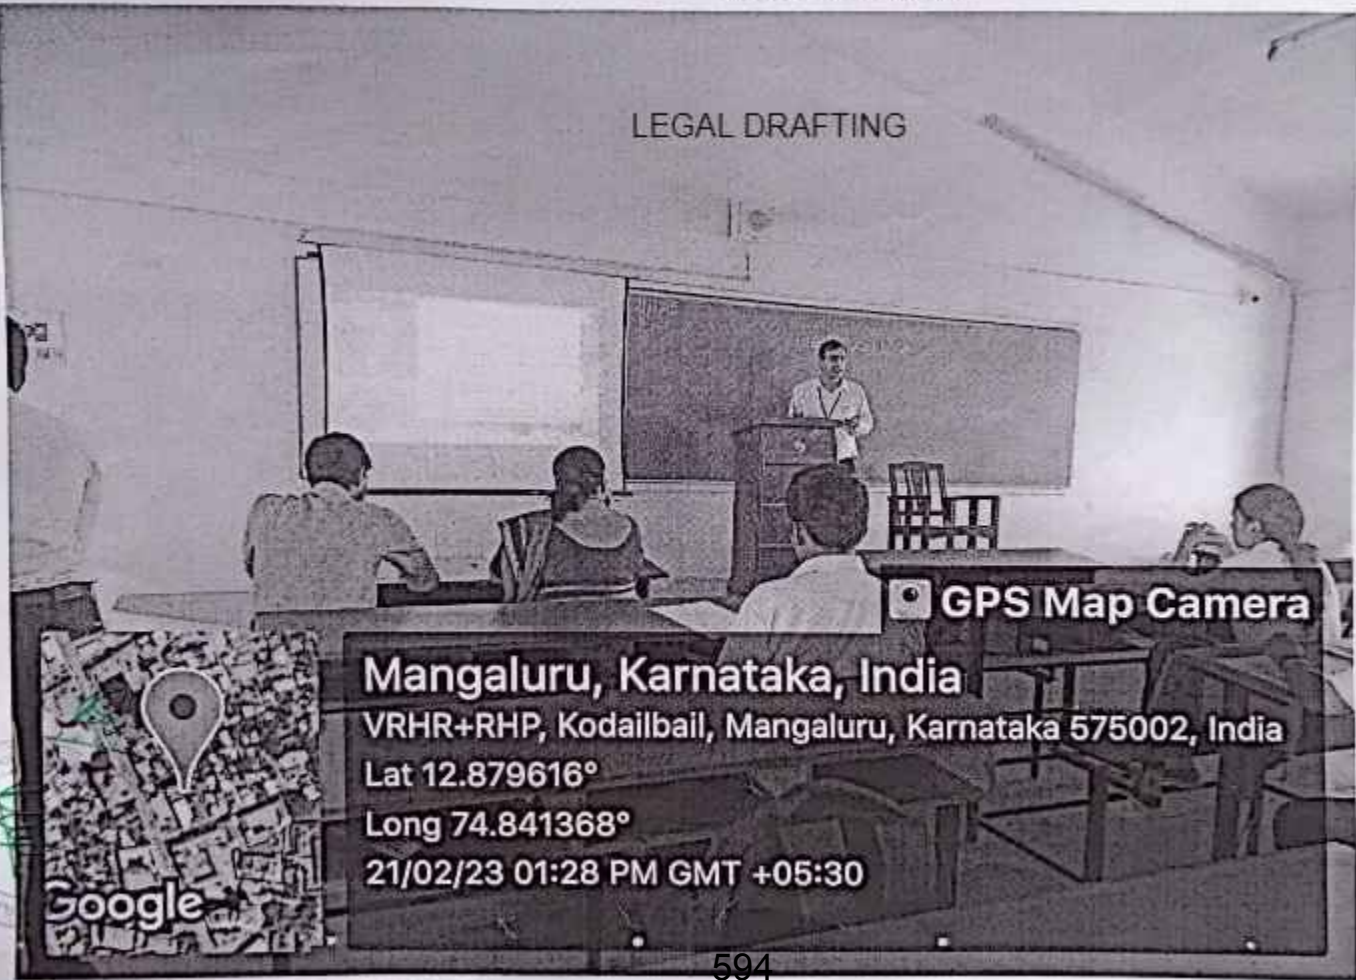 LEGAL DRAFTING
GPS Map Camera
Mangaluru, Karnataka, India
VRHR+RHP, Kodailbail, Mangaluru, Karnataka 575002, India
Lat 12.879616°
Long 74.841368°
21/02/23 01:28 PM GMT +05:30
Google
594